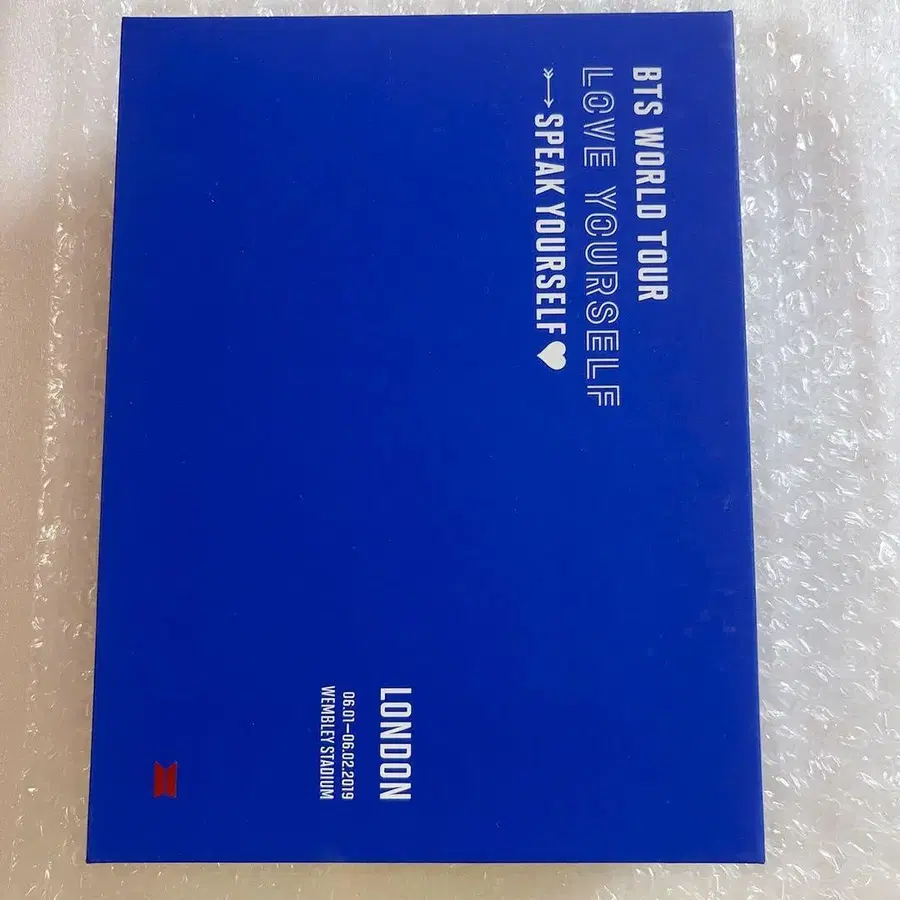 BTS WORLD TOUR
LOVE YOURSELF
SPEAK YOURSELF
LONDON
06.01—06.02.2019
WEMBLEY STADIUM